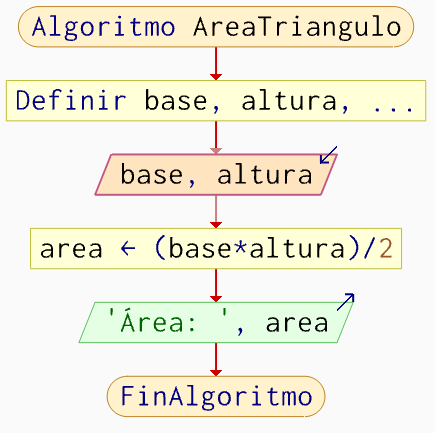 Algoritmo AreaTriangulo
Definir base, altura, ...
base, altura
area ← (base*altura)/2
'Área: ', area
FinAlgoritmo